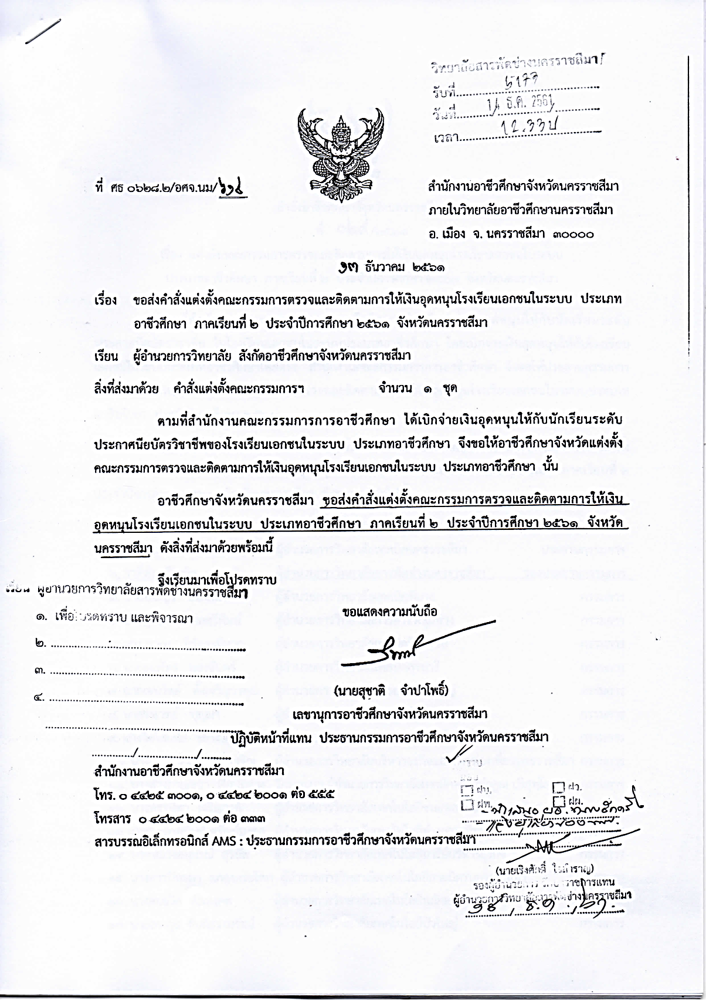 วิทยาลัยสารพัดช่างนครราชสีมา
รับที่ 5177
วันที่ 14 ธ.ค. 2561
เวลา 12.33 น
ที่ ศธ ๐๖๒๘.๒/อศจ.นม/๖๑๘
สำนักงานอาชีวศึกษาจังหวัดนครราชสีมา
ภายในวิทยาลัยอาชีวศึกษานครราชสีมา
อ. เมือง จ. นครราชสีมา ๓๐๐๐๐
๑๓ ธันวาคม ๒๕๖๑
เรื่อง ขอส่งคำสั่งแต่งตั้งคณะกรรมการตรวจและติดตามการให้เงินอุดหนุนโรงเรียนเอกชนในระบบ ประเภท
อาชีวศึกษา ภาคเรียนที่ ๒ ประจำปีการศึกษา ๒๕๖๑ จังหวัดนครราชสีมา
เรียน ผู้อำนวยการวิทยาลัย สังกัดอาชีวศึกษาจังหวัดนครราชสีมา
สิ่งที่ส่งมาด้วย คำสั่งแต่งตั้งคณะกรรมการฯ จำนวน ๑ ชุด
ตามที่สำนักงานคณะกรรมการการอาชีวศึกษา ได้เบิกจ่ายเงินอุดหนุนให้กับนักเรียนระดับ
ประกาศนียบัตรวิชาชีพของโรงเรียนเอกชนในระบบ ประเภทอาชีวศึกษา จึงขอให้อาชีวศึกษาจังหวัดแต่งตั้ง
คณะกรรมการตรวจและติดตามการให้เงินอุดหนุนโรงเรียนเอกชนในระบบ ประเภทอาชีวศึกษา นั้น
อาชีวศึกษาจังหวัดนครราชสีมา ขอส่งคำสั่งแต่งตั้งคณะกรรมการตรวจและติดตามการให้เงิน
อุดหนุนโรงเรียนเอกชนในระบบ ประเภทอาชีวศึกษา ภาคเรียนที่ ๒ ประจำปีการศึกษา ๒๕๖๑ จังหวัด
นครราชสีมา ดังสิ่งที่ส่งมาด้วยพร้อมนี้
จึงเรียนมาเพื่อโปรดทราบ
เรียน ผู้อำนวยการวิทยาลัยสารพัดช่างนครราชสีมา
๑. เพื่อโปรดทราบ และพิจารณา
๒.
๓.
๔.
ขอแสดงความนับถือ
(นายสุชาติ จำปาโพธิ์)
เลขานุการอาชีวศึกษาจังหวัดนครราชสีมา
ปฏิบัติหน้าที่แทน ประธานกรรมการอาชีวศึกษาจังหวัดนครราชสีมา
สำนักงานอาชีวศึกษาจังหวัดนครราชสีมา
โทร. ๐ ๔๔๒๕ ๓๐๐๑, ๐ ๔๔๒๔ ๒๐๐๑ ต่อ ๕๕๕
โทรสาร ๐ ๔๔๒๔ ๒๐๐๑ ต่อ ๓๓๓
สารบรรณอิเล็กทรอนิกส์ AMS : ประธานกรรมการอาชีวศึกษาจังหวัดนครราชสีมา
ทราบ
ฝบ. ฝว.
ฝพ. ฝผ.
(นายเริงศักดิ์
รองผู้อำนวยการ รักษาราชการแทน
ผู้อำนวยการวิทยาลัยสารพัดช่างนครราชสีมา
๑๔ / ธ.ค. / ๖๑